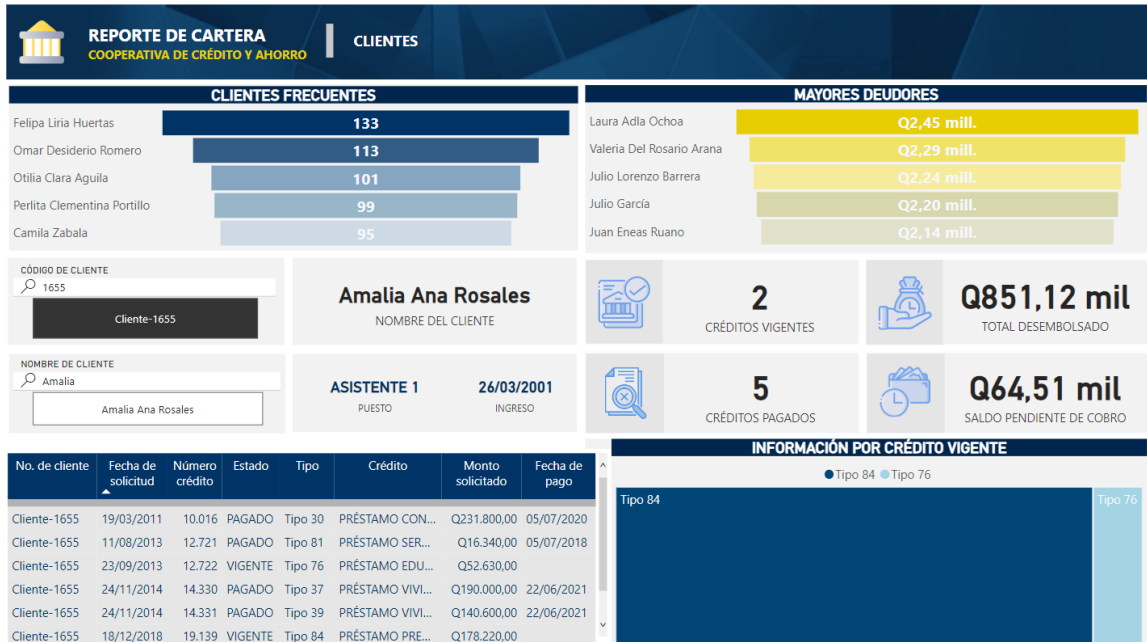 REPORTE DE CARTERA
COOPERATIVA DE CRÉDITO Y AHORRO
CLIENTES
CLIENTES FRECUENTES
Felipa Liria Huertas 133
Omar Desiderio Romero 113
Otilia Clara Aguila 101
Perlita Clementina Portillo 99
Camila Zabala 95
MAYORES DEUDORES
Laura Adla Ochoa Q2,45 mill.
Valeria Del Rosario Arana Q2,29 mill.
Julio Lorenzo Barrera Q2,24 mill.
Julio García Q2,20 mill.
Juan Eneas Ruano Q2,14 mill.
CÓDIGO DE CLIENTE
1655
Cliente-1655
Amalia Ana Rosales
NOMBRE DEL CLIENTE
2
CRÉDITOS VIGENTES
Q851,12 mil
TOTAL DESEMBOLSADO
NOMBRE DE CLIENTE
Amalia
Amalia Ana Rosales
ASISTENTE 1
PUESTO
26/03/2001
INGRESO
5
CRÉDITOS PAGADOS
Q64,51 mil
SALDO PENDIENTE DE COBRO
No. de cliente Fecha de solicitud Número crédito Estado Tipo Crédito Monto solicitado Fecha de pago
Cliente-1655 19/03/2011 10.016 PAGADO Tipo 30 PRÉSTAMO CON... Q231.800,00 05/07/2020
Cliente-1655 11/08/2013 12.721 PAGADO Tipo 81 PRÉSTAMO SER... Q16.340,00 05/07/2018
Cliente-1655 23/09/2013 12.722 VIGENTE Tipo 76 PRÉSTAMO EDU... Q52.630,00
Cliente-1655 24/11/2014 14.330 PAGADO Tipo 37 PRÉSTAMO VIVI... Q190.000,00 22/06/2021
Cliente-1655 24/11/2014 14.331 PAGADO Tipo 39 PRÉSTAMO VIVI... Q140.600,00 22/06/2021
Cliente-1655 18/12/2018 19.139 VIGENTE Tipo 84 PRÉSTAMO PRE... Q178.220,00
INFORMACIÓN POR CRÉDITO VIGENTE
Tipo 84 Tipo 76
Tipo 84
Tipo 76